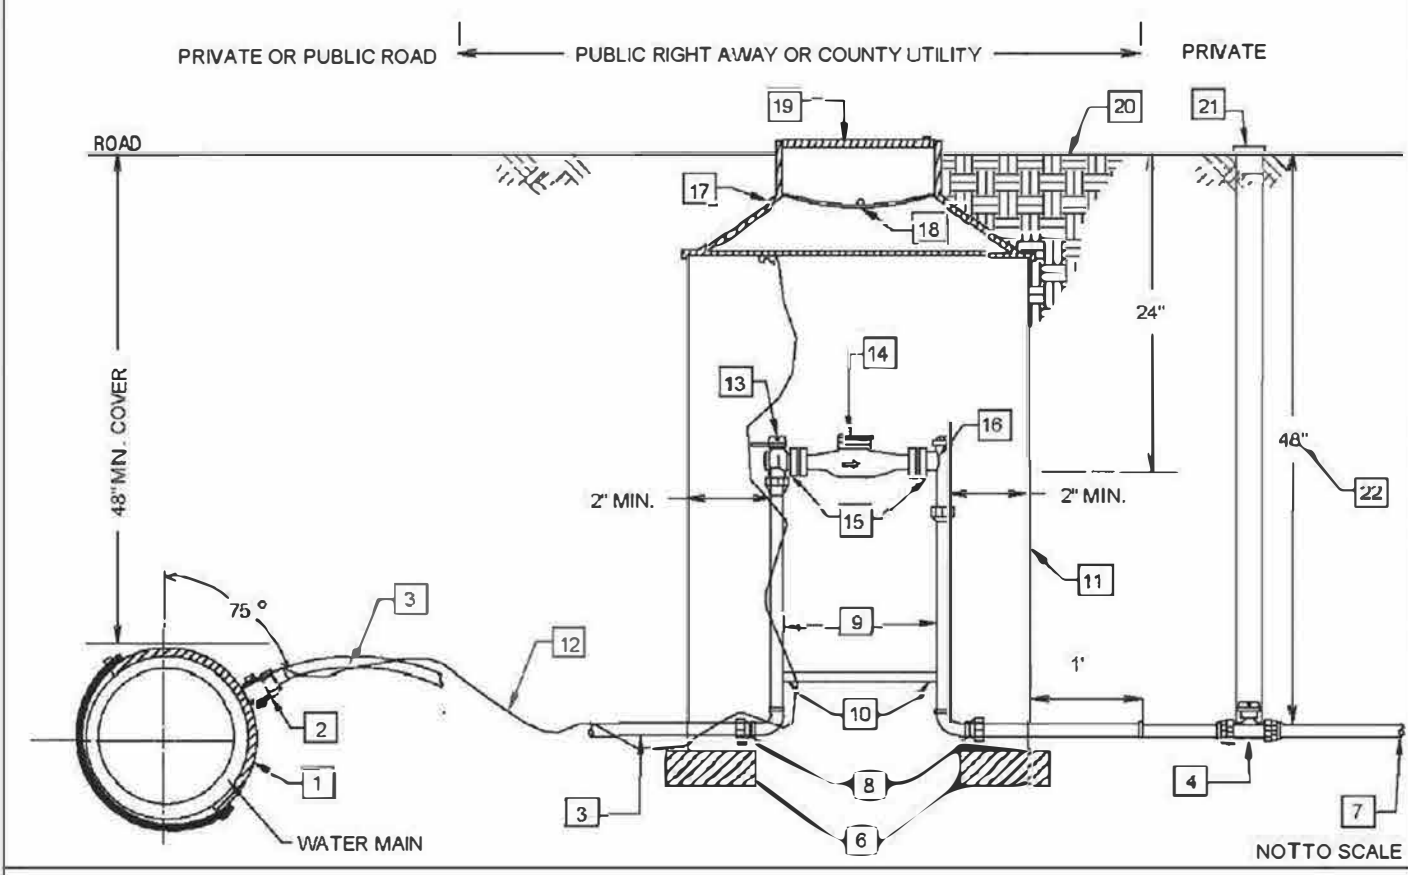 PRIVATE OR PUBLIC ROAD
PUBLIC RIGHT AWAY OR COUNTY UTILITY
PRIVATE
19
20
21
ROAD
17
18
24"
14
13
16
48" MIN. COVER
48"
2" MIN.
15
2" MIN.
22
11
75°
3
9
12
1'
10
2
1
8
4
3
7
6
WATER MAIN
NOT TO SCALE